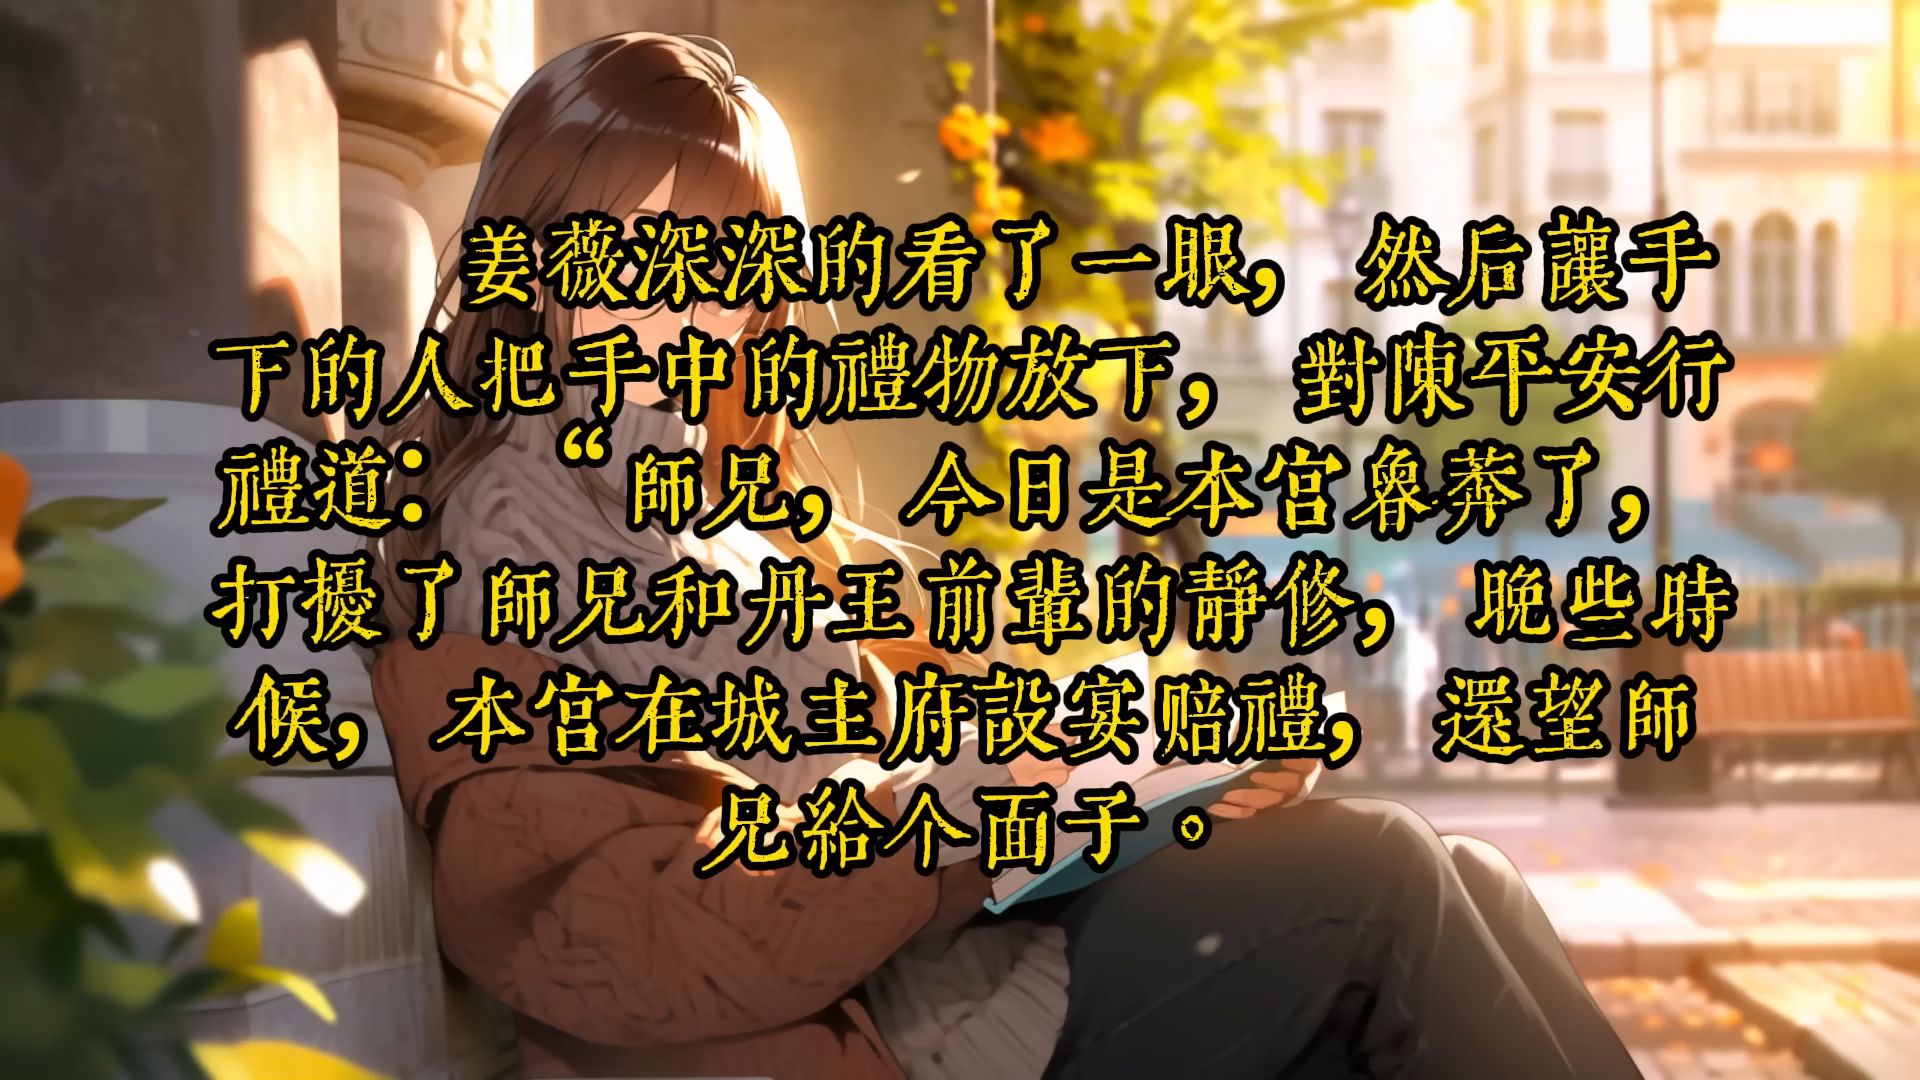 姜薇深深的看了一眼，然后讓手
下的人把手中的禮物放下，對陳平安行
禮道：“師兄，今日是本宮魯莽了，
打擾了師兄和丹王前輩的靜修，晚些時
候，本宮在城主府設宴赔禮，還望師
兄給个面子。